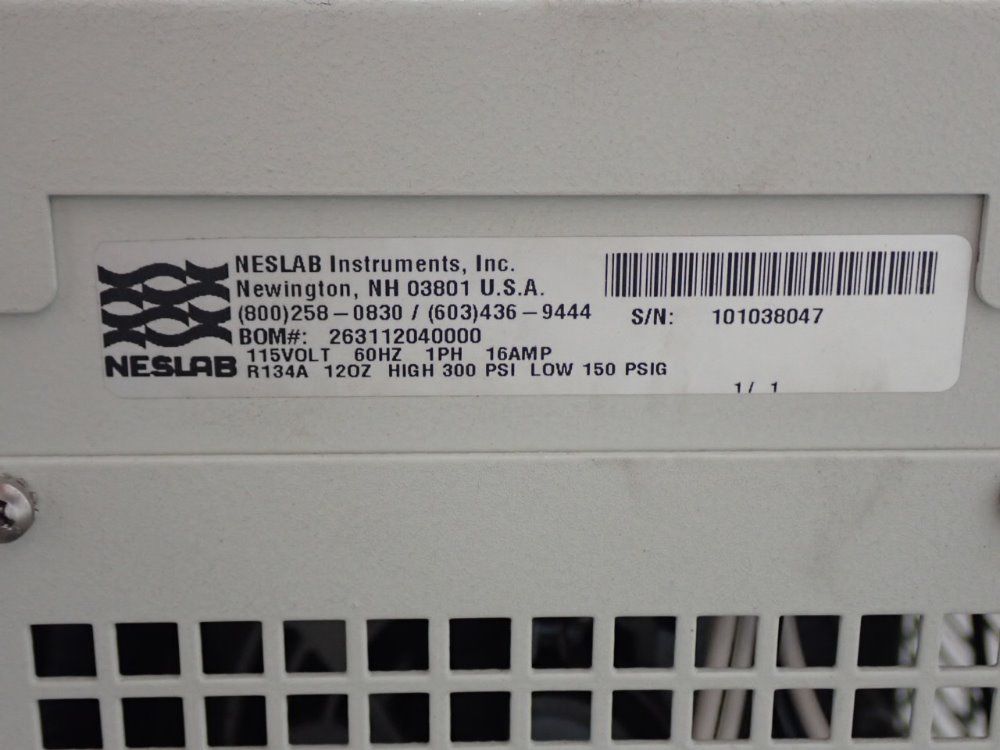 NESLAB Instruments, Inc.
Newington, NH 03801 U.S.A.
(800)258-0830 / (603)436-9444
BOM#: 263112040000
115VOLT 60HZ 1PH 16AMP
R134A 12OZ HIGH 300 PSI LOW 150 PSIG
NESLAB
S/N: 101038047
1/ 1